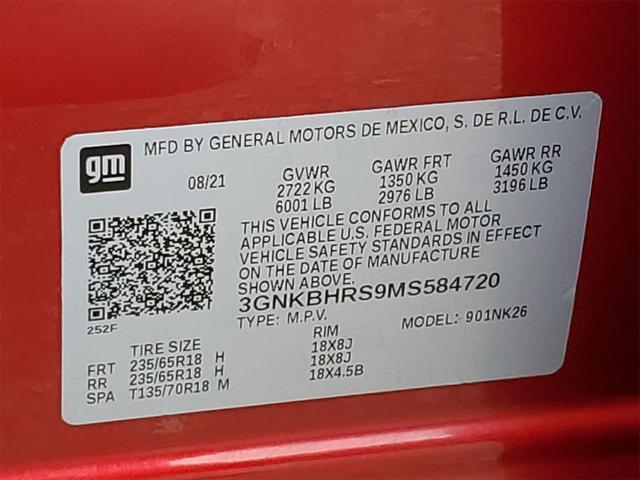 gm
MFD BY GENERAL MOTORS DE MEXICO, S. DE R.L. DE C.V.
08/21 GVWR GAWR FRT GAWR RR
2722 KG 1350 KG 1450 KG
6001 LB 2976 LB 3196 LB
THIS VEHICLE CONFORMS TO ALL
APPLICABLE U.S. FEDERAL MOTOR
VEHICLE SAFETY STANDARDS IN EFFECT
ON THE DATE OF MANUFACTURE
SHOWN ABOVE.
3GNKBHRS9MS584720
252F TYPE: M.P.V. MODEL: 901NK26
TIRE SIZE RIM
FRT 235/65R18 H 18X8J
RR 235/65R18 H 18X8J
SPA T135/70R18 M 18X4.5B